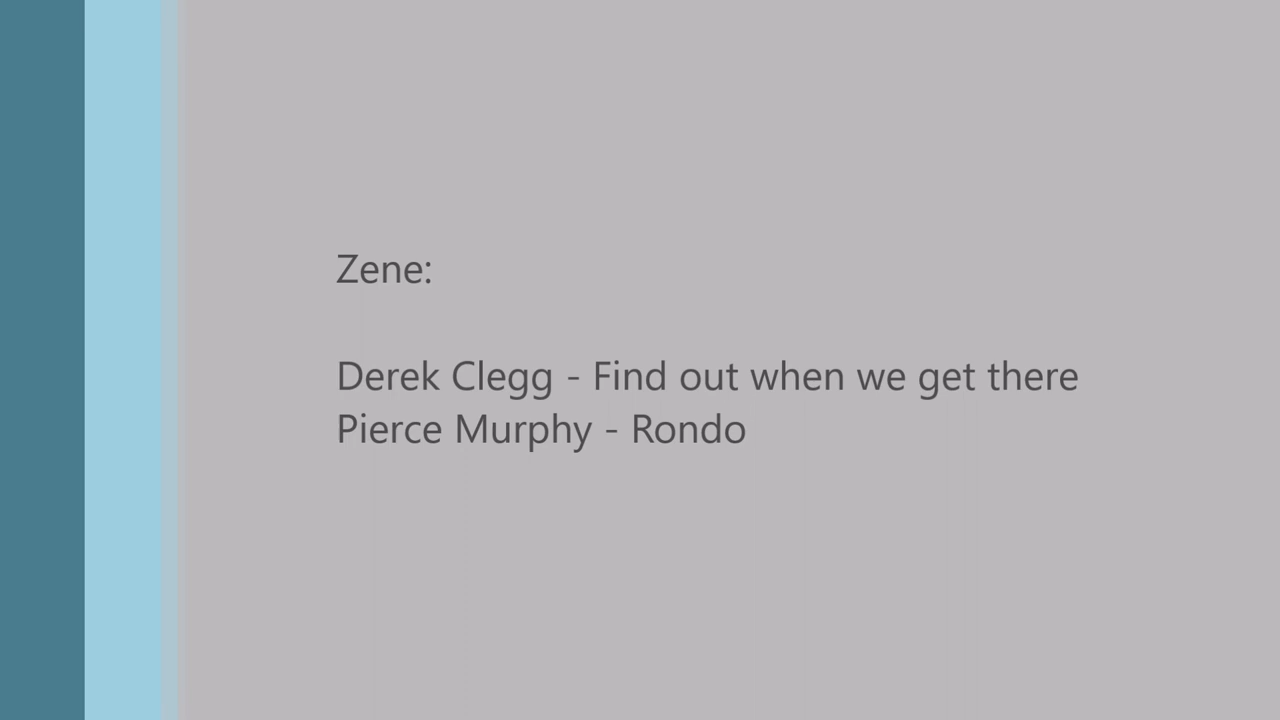 Zene:
Derek Clegg - Find out when we get there
Pierce Murphy - Rondo